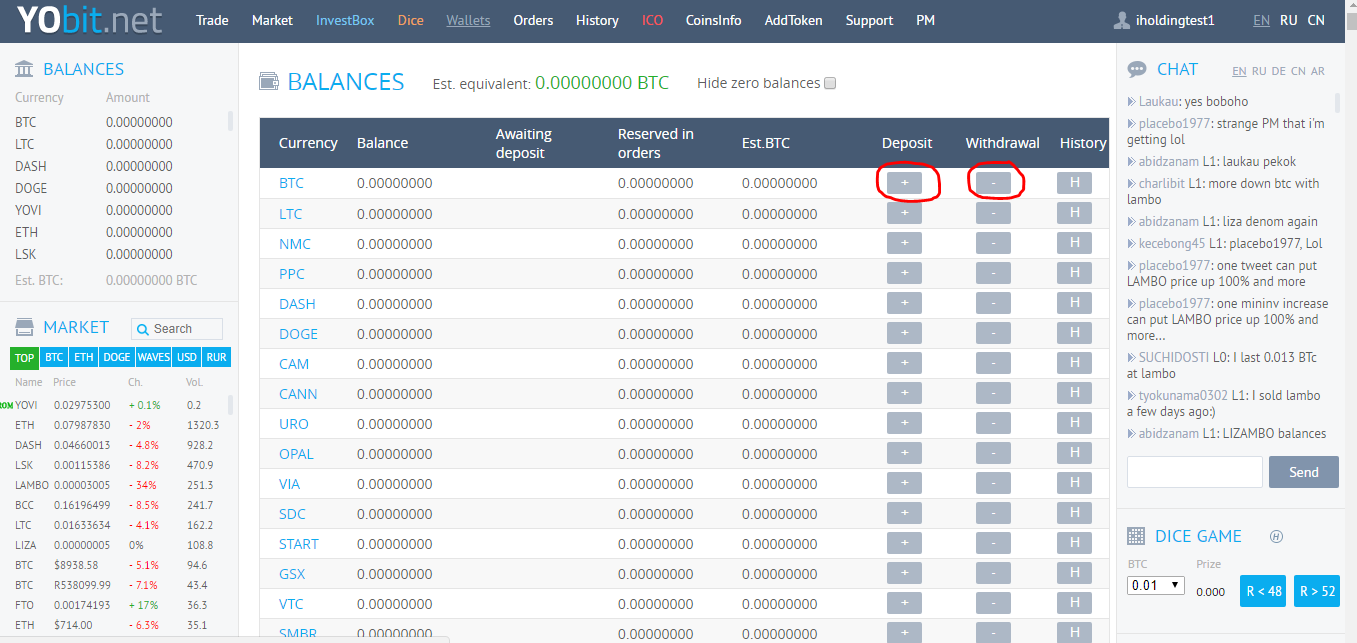 YObit.net Trade Market InvestBox Dice Wallets Orders History ICO CoinsInfo AddToken Support PM iholdingtest1 EN RU CN
BALANCES
Currency Amount
BTC 0.00000000
LTC 0.00000000
DASH 0.00000000
DOGE 0.00000000
YOVI 0.00000000
ETH 0.00000000
LSK 0.00000000
Est. BTC: 0.00000000 BTC
MARKET Search
TOP BTC ETH DOGE WAVES USD RUR
Name Price Ch. Vol.
YOVI 0.02975300 + 0.1% 0.2
ETH 0.07987830 - 2% 1320.3
DASH 0.04660013 - 4.8% 928.2
LSK 0.00115386 - 8.2% 470.9
LAMBO 0.00003005 - 34% 251.3
BCC 0.16196499 - 8.5% 241.7
LTC 0.01633634 - 4.1% 162.2
LIZA 0.00000005 0% 108.8
BTC $8938.58 - 5.1% 94.6
BTC R538099.99 - 7.1% 43.4
FTO 0.00174193 + 17% 36.3
ETH $714.00 - 6.3% 35.1
BALANCES Est. equivalent: 0.00000000 BTC Hide zero balances
Currency Balance Awaiting deposit Reserved in orders Est.BTC Deposit Withdrawal History
BTC 0.00000000 0.00000000 0.00000000 + - H
LTC 0.00000000 0.00000000 0.00000000 + - H
NMC 0.00000000 0.00000000 0.00000000 + - H
PPC 0.00000000 0.00000000 0.00000000 + - H
DASH 0.00000000 0.00000000 0.00000000 + - H
DOGE 0.00000000 0.00000000 0.00000000 + - H
CAM 0.00000000 0.00000000 0.00000000 + - H
CANN 0.00000000 0.00000000 0.00000000 + - H
URO 0.00000000 0.00000000 0.00000000 + - H
OPAL 0.00000000 0.00000000 0.00000000 + - H
VIA 0.00000000 0.00000000 0.00000000 + - H
SDC 0.00000000 0.00000000 0.00000000 + - H
START 0.00000000 0.00000000 0.00000000 + - H
GSX 0.00000000 0.00000000 0.00000000 + - H
VTC 0.00000000 0.00000000 0.00000000 + - H
SMBR 0.00000000 0.00000000 0.00000000 + - H
CHAT EN RU DE CN AR
Laukau: yes boboho
placebo1977: strange PM that i'm
getting lol
abidzanam L1: laukau pekok
charlibit L1: more down btc with
lambo
abidzanam L1: liza denom again
kecebong45 L1: placebo1977, Lol
placebo1977: one tweet can put
LAMBO price up 100% and more
placebo1977: one mininv increase
can put LAMBO price up 100% and
more...
SUCHIDOSTI L0: I last 0.013 BTc
at lambo
tyokunama0302 L1: I sold lambo
a few days ago:)
abidzanam L1: LIZAMBO balances
Send
DICE GAME H
BTC Prize
0.01 0.000 R < 48 R > 52